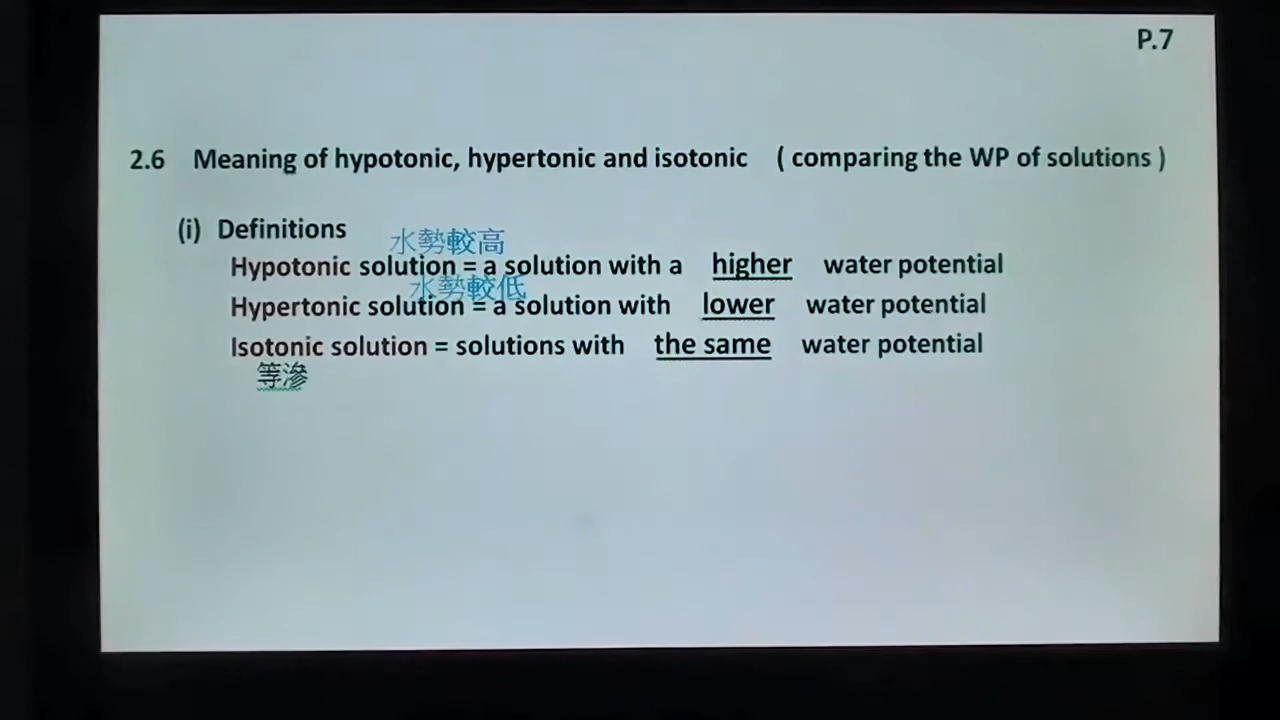 P.7
2.6 Meaning of hypotonic, hypertonic and isotonic ( comparing the WP of solutions )
(i) Definitions
水勢較高
Hypotonic solution = a solution with a higher water potential
水勢較低
Hypertonic solution = a solution with lower water potential
Isotonic solution = solutions with the same water potential
等滲